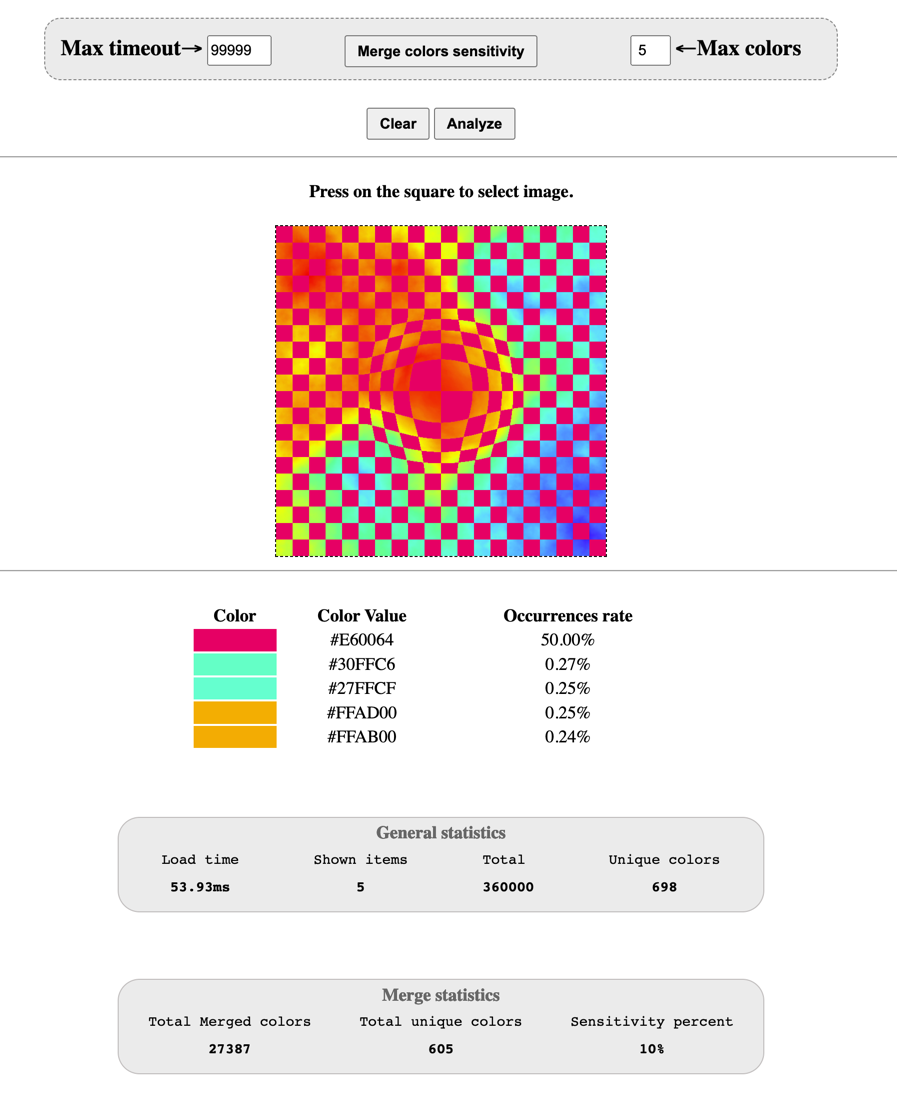 Max timeout→ 99999 Merge colors sensitivity 5 ←Max colors
Clear Analyze
Press on the square to select image.
Color Color Value Occurrences rate
#E60064 50.00%
#30FFC6 0.27%
#27FFCF 0.25%
#FFAD00 0.25%
#FFAB00 0.24%
General statistics
Load time Shown items Total Unique colors
53.93ms 5 360000 698
Merge statistics
Total Merged colors Total unique colors Sensitivity percent
27387 605 10%